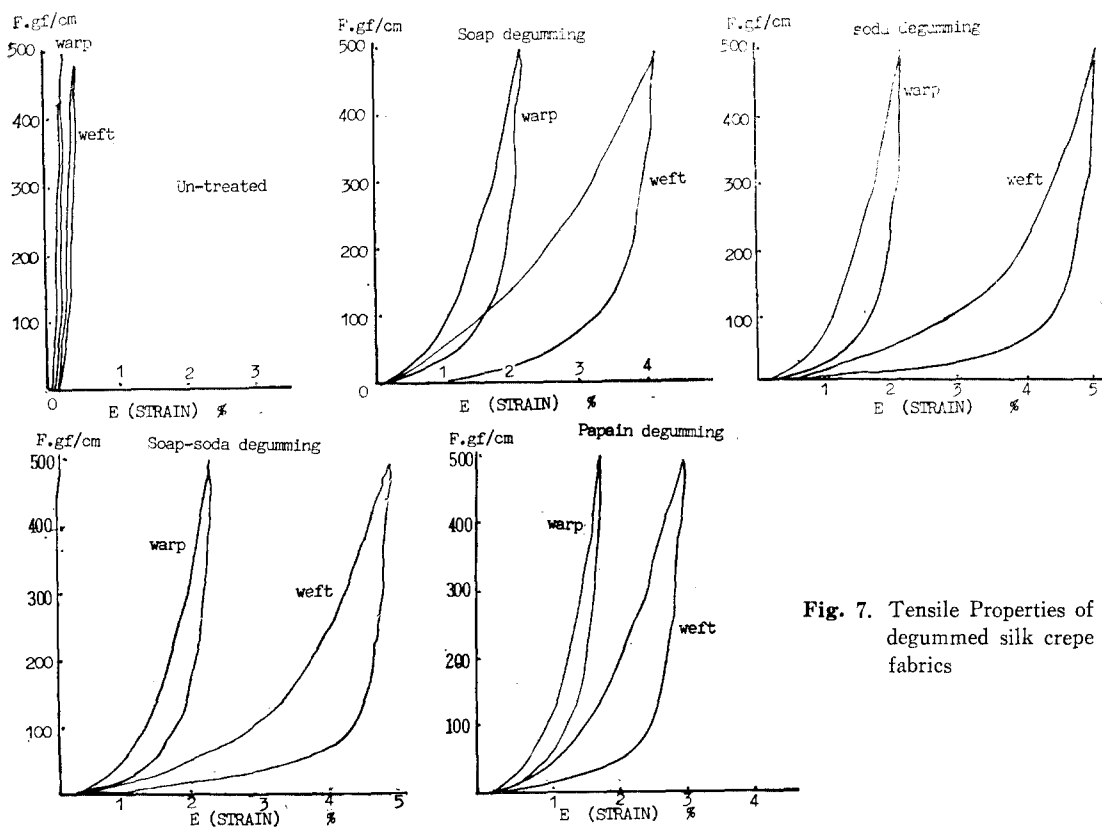 F.gf/cm
500 warp
400
weft
300 Un-treated
200
100
0 1 2 3
E (STRAIN) %
F.gf/cm
Soap degumming
500
400
warp
300 weft
200
100
0 1 2 3 4
E (STRAIN) %
F.gf/cm
soda degumming
500
warp
400
300 weft
200
100
1 2 3 4 5
E (STRAIN) %
F.gf/cm Soap-soda degumming
500
400
warp
300 weft
200
100
1 2 3 4 5
E (STRAIN) %
Papain degumming
F.gf/cm
500
400 warp
300
weft
200
100
1 2 3 4
E (STRAIN) %
Fig. 7. Tensile Properties of
degummed silk crepe
fabrics